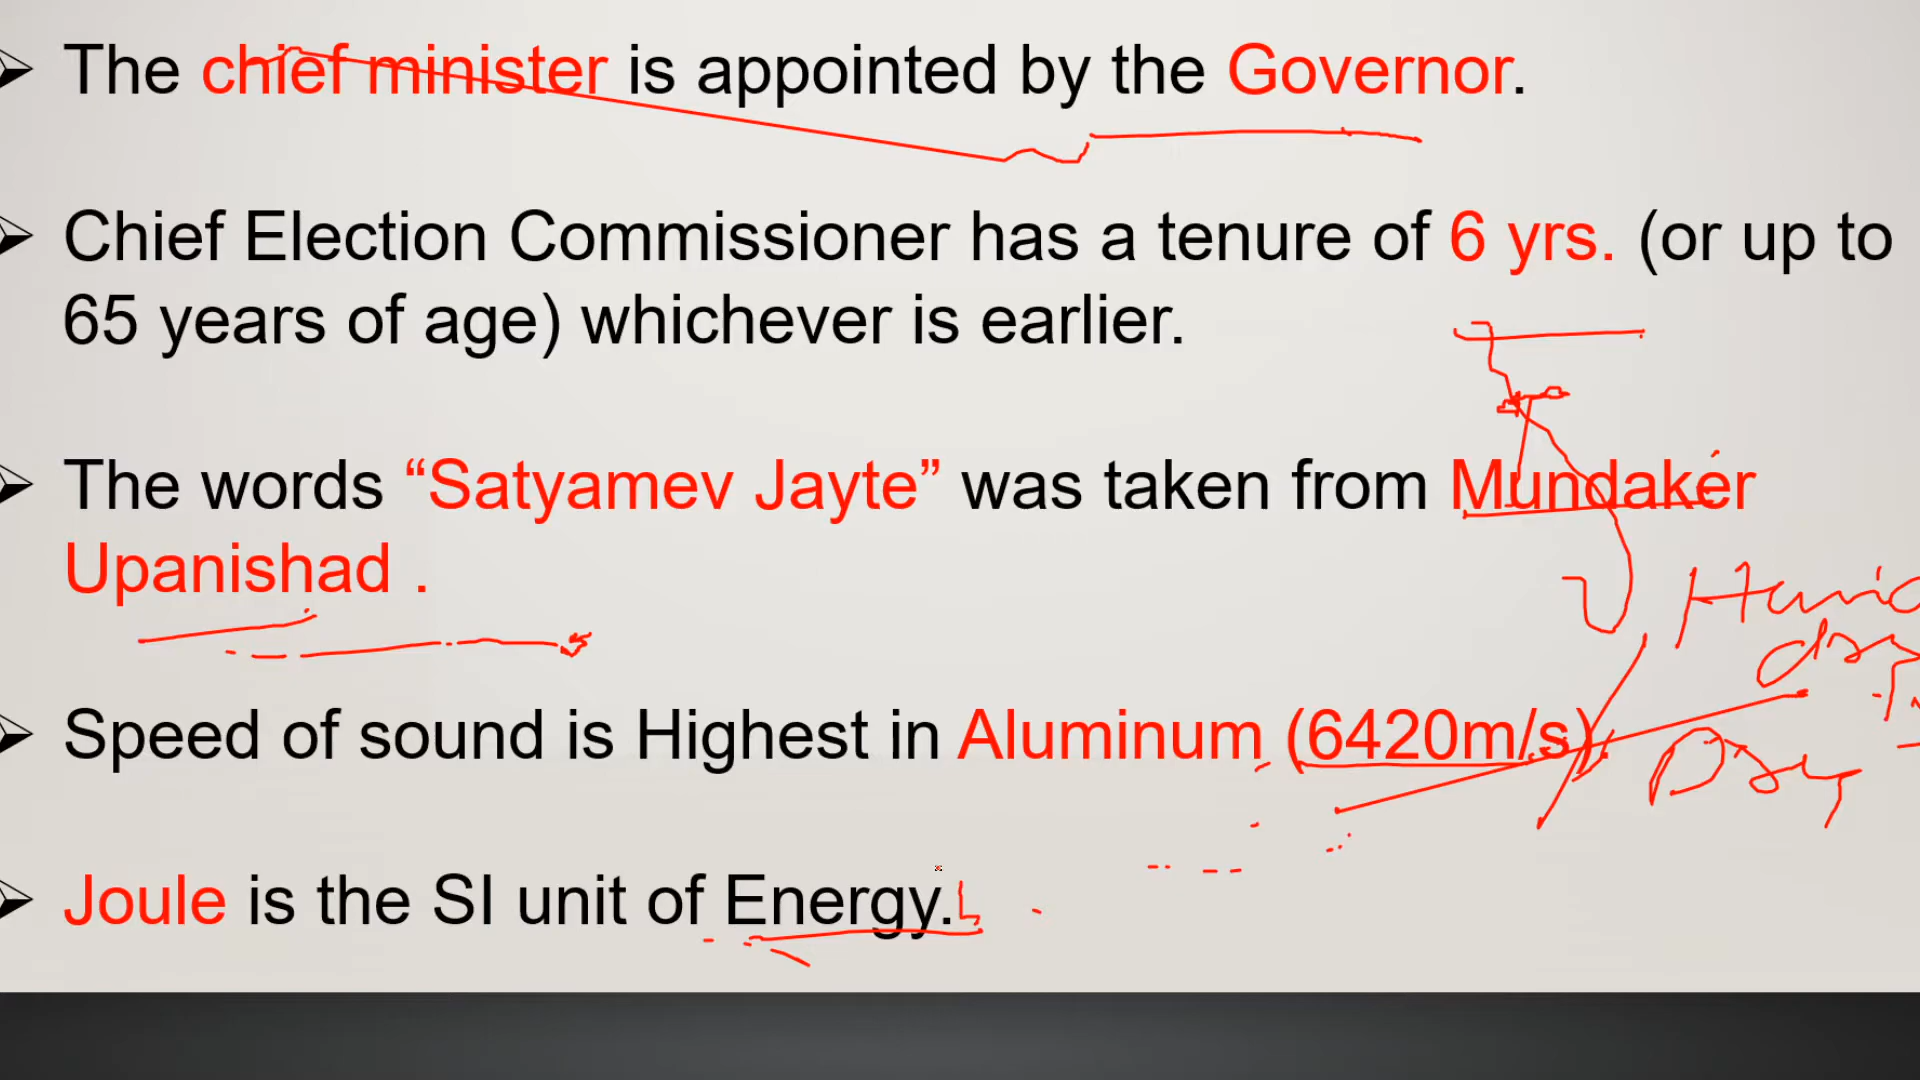 The chief minister is appointed by the Governor.
Chief Election Commissioner has a tenure of 6 yrs. (or up to
65 years of age) whichever is earlier.
The words “Satyamev Jayte” was taken from Mundaker
Upanishad .
Speed of sound is Highest in Aluminum (6420m/s).
Dry
Joule is the SI unit of Energy.